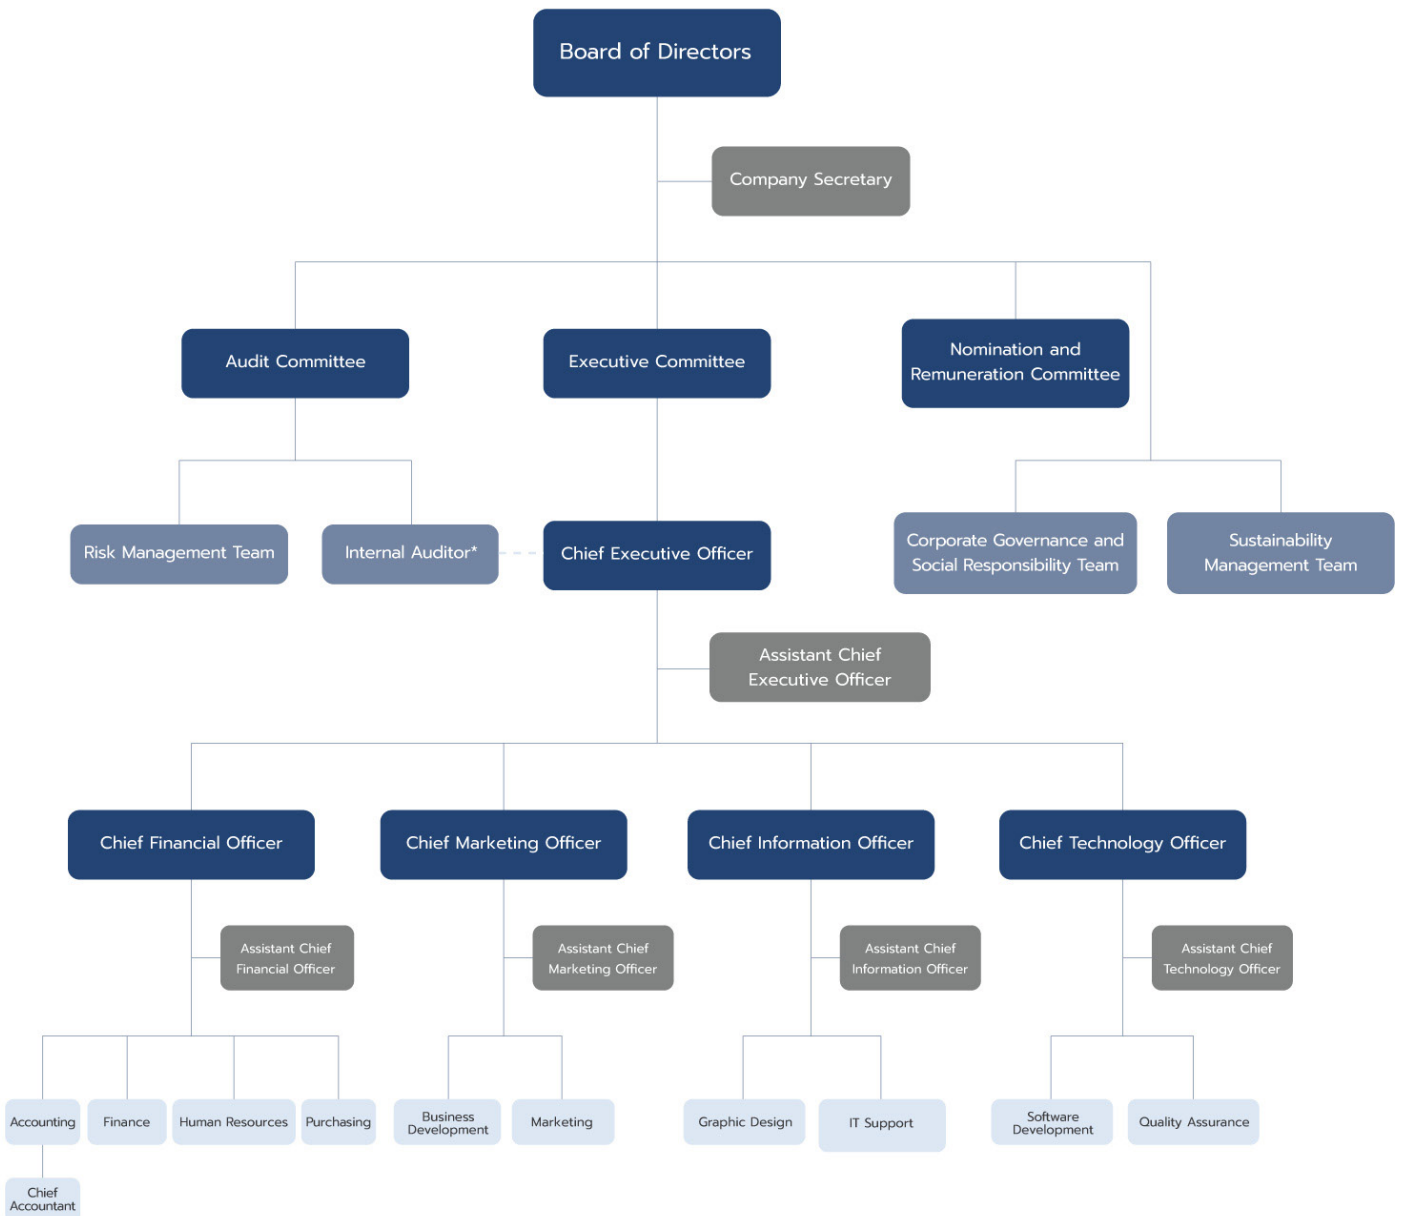 Board of Directors
Company Secretary
Audit Committee
Executive Committee
Nomination and
Remuneration Committee
Risk Management Team
Internal Auditor*
Chief Executive Officer
Corporate Governance and
Social Responsibility Team
Sustainability
Management Team
Assistant Chief
Executive Officer
Chief Financial Officer
Chief Marketing Officer
Chief Information Officer
Chief Technology Officer
Assistant Chief
Financial Officer
Assistant Chief
Marketing Officer
Assistant Chief
Information Officer
Assistant Chief
Technology Officer
Accounting
Finance
Human Resources
Purchasing
Business
Development
Marketing
Graphic Design
IT Support
Software
Development
Quality Assurance
Chief
Accountant